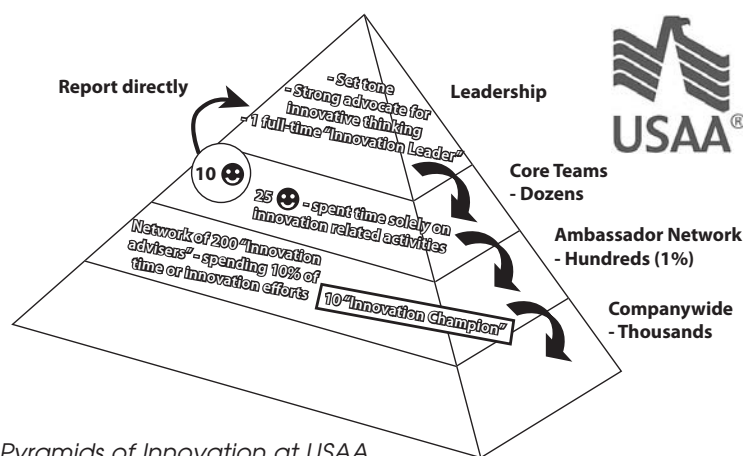 Report directly
- Set tone
- Strong advocate for
innovative thinking
- 1 full-time "Innovation Leader"
Leadership
USAA®
10
25 - spent time solely on
innovation related activities
Core Teams
- Dozens
Network of 200 "Innovation
advisers" - spending 10% of
time or innovation efforts
10 "Innovation Champion"
Ambassador Network
- Hundreds (1%)
Companywide
- Thousands
Pyramids of Innovation at USAA